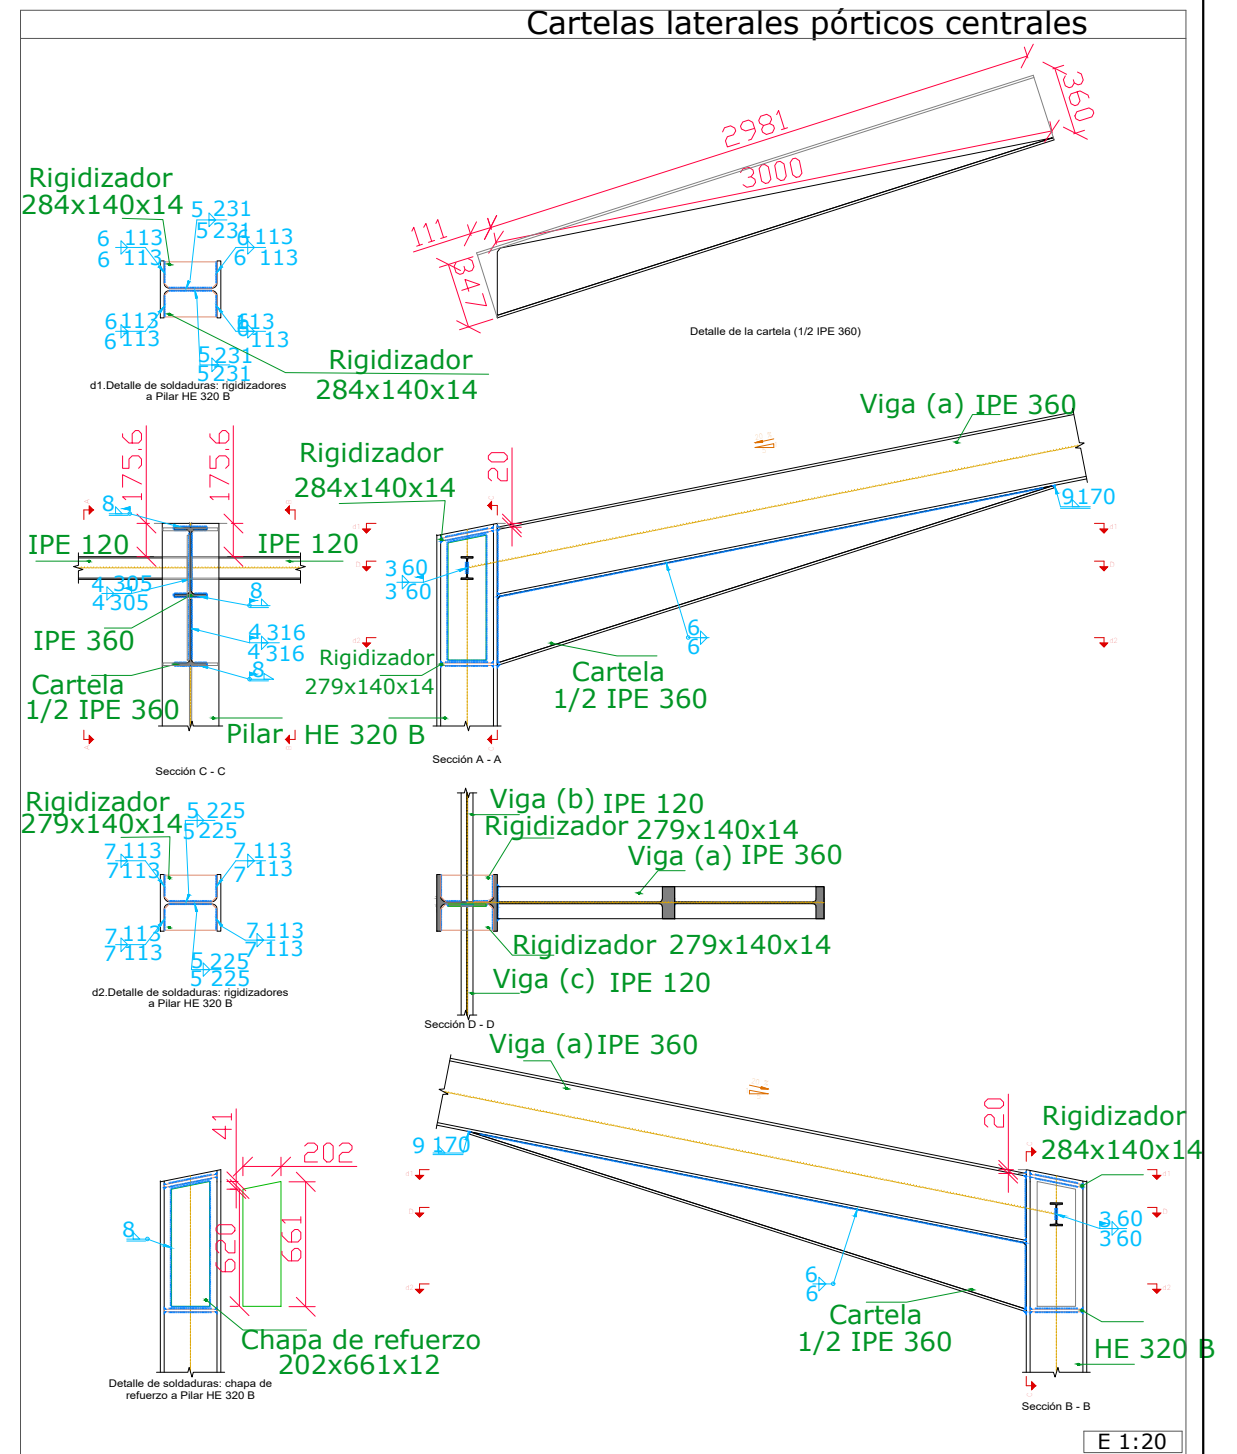 Cartelas laterales pórticos centrales
2981
360
3000
111
347
Detalle de la cartela (1/2 IPE 360)
Rigidizador
284x140x14
5 231
5 231
6 113
6 113
6 113
6 113
6 113
6 113
6 113
6 113
5 231
5 231
Rigidizador
284x140x14
d1.Detalle de soldaduras: rigidizadores
a Pilar HE 320 B
175.6
175.6
8
IPE 120
IPE 120
4 305
4 305
8
IPE 360
4 316
4 316
8
Cartela
1/2 IPE 360
Pilar HE 320 B
Sección C - C
Viga (a) IPE 360
Rigidizador
284x140x14
20
9 170
3 60
3 60
6
6
Rigidizador
279x140x14
Cartela
1/2 IPE 360
Sección A - A
Rigidizador
279x140x14
5 225
5 225
7 113
7 113
7 113
7 113
7 113
7 113
7 113
7 113
5 225
5 225
d2.Detalle de soldaduras: rigidizadores
a Pilar HE 320 B
Viga (b) IPE 120
Rigidizador 279x140x14
Viga (a) IPE 360
Rigidizador 279x140x14
Viga (c) IPE 120
Sección D - D
Viga (a) IPE 360
20
Rigidizador
284x140x14
9 170
3 60
3 60
6
6
Cartela
1/2 IPE 360
HE 320 B
Sección B - B
41
202
8
620
661
Chapa de refuerzo
202x661x12
Detalle de soldaduras: chapa de
refuerzo a Pilar HE 320 B
E 1:20